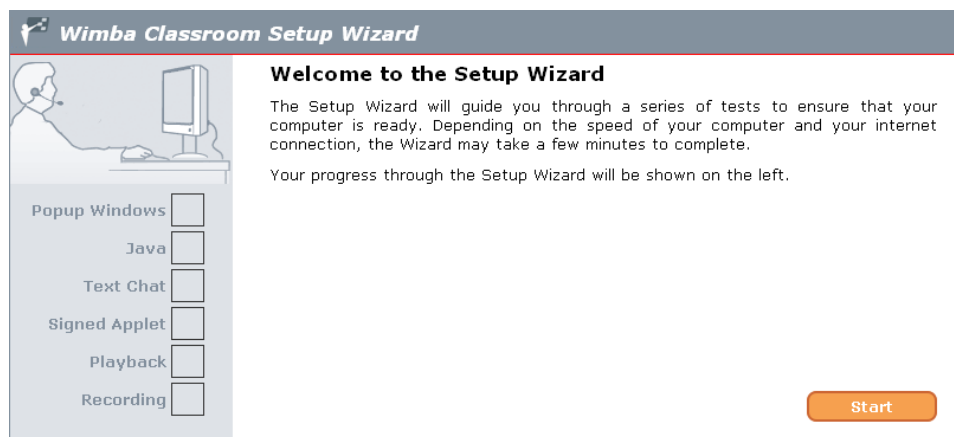 Wimba Classroom Setup Wizard
Welcome to the Setup Wizard
The Setup Wizard will guide you through a series of tests to ensure that your
computer is ready. Depending on the speed of your computer and your internet
connection, the Wizard may take a few minutes to complete.
Your progress through the Setup Wizard will be shown on the left.
Popup Windows
Java
Text Chat
Signed Applet
Playback
Recording
Start